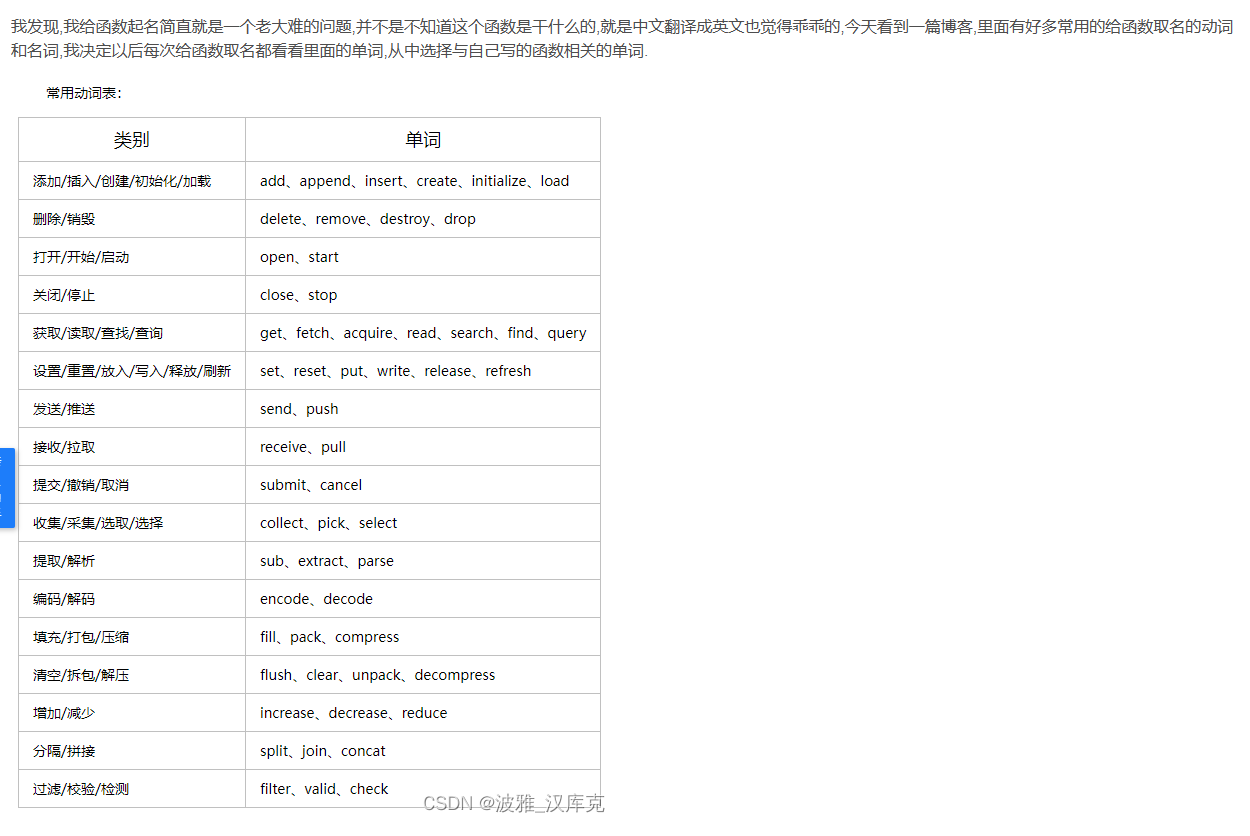 我发现,我给函数起名简直就是一个老大难的问题,并不是不知道这个函数是干什么的,就是中文翻译成英文也觉得乖乖的,今天看到一篇博客,里面有好多常用的给函数取名的动词
和名词,我决定以后每次给函数取名都看看里面的单词,从中选择与自己写的函数相关的单词.
常用动词表：
类别 单词
添加/插入/创建/初始化/加载 add、append、insert、create、initialize、load
删除/销毁 delete、remove、destroy、drop
打开/开始/启动 open、start
关闭/停止 close、stop
获取/读取/查找/查询 get、fetch、acquire、read、search、find、query
设置/重置/放入/写入/释放/刷新 set、reset、put、write、release、refresh
发送/推送 send、push
接收/拉取 receive、pull
提交/撤销/取消 submit、cancel
收集/采集/选取/选择 collect、pick、select
提取/解析 sub、extract、parse
编码/解码 encode、decode
填充/打包/压缩 fill、pack、compress
清空/拆包/解压 flush、clear、unpack、decompress
增加/减少 increase、decrease、reduce
分隔/拼接 split、join、concat
过滤/校验/检测 filter、valid、check
CSDN @波雅_汉库克